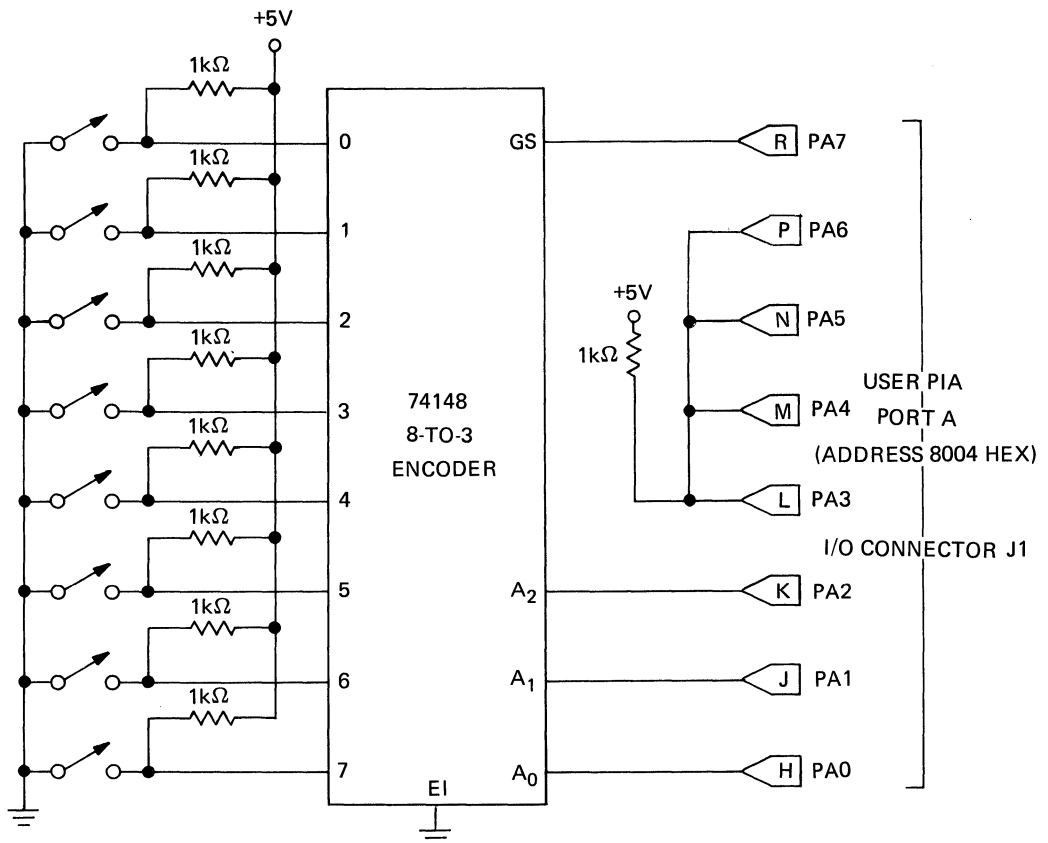 +5V
1kΩ
0
GS
R PA7
1kΩ
1
P PA6
1kΩ
2
+5V
1kΩ
N PA5
1kΩ
3
74148
8-TO-3
ENCODER
M PA4
USER PIA
PORT A
(ADDRESS 8004 HEX)
1kΩ
4
L PA3
I/O CONNECTOR J1
1kΩ
5
A2
K PA2
1kΩ
6
A1
J PA1
1kΩ
7
EI
A0
H PA0